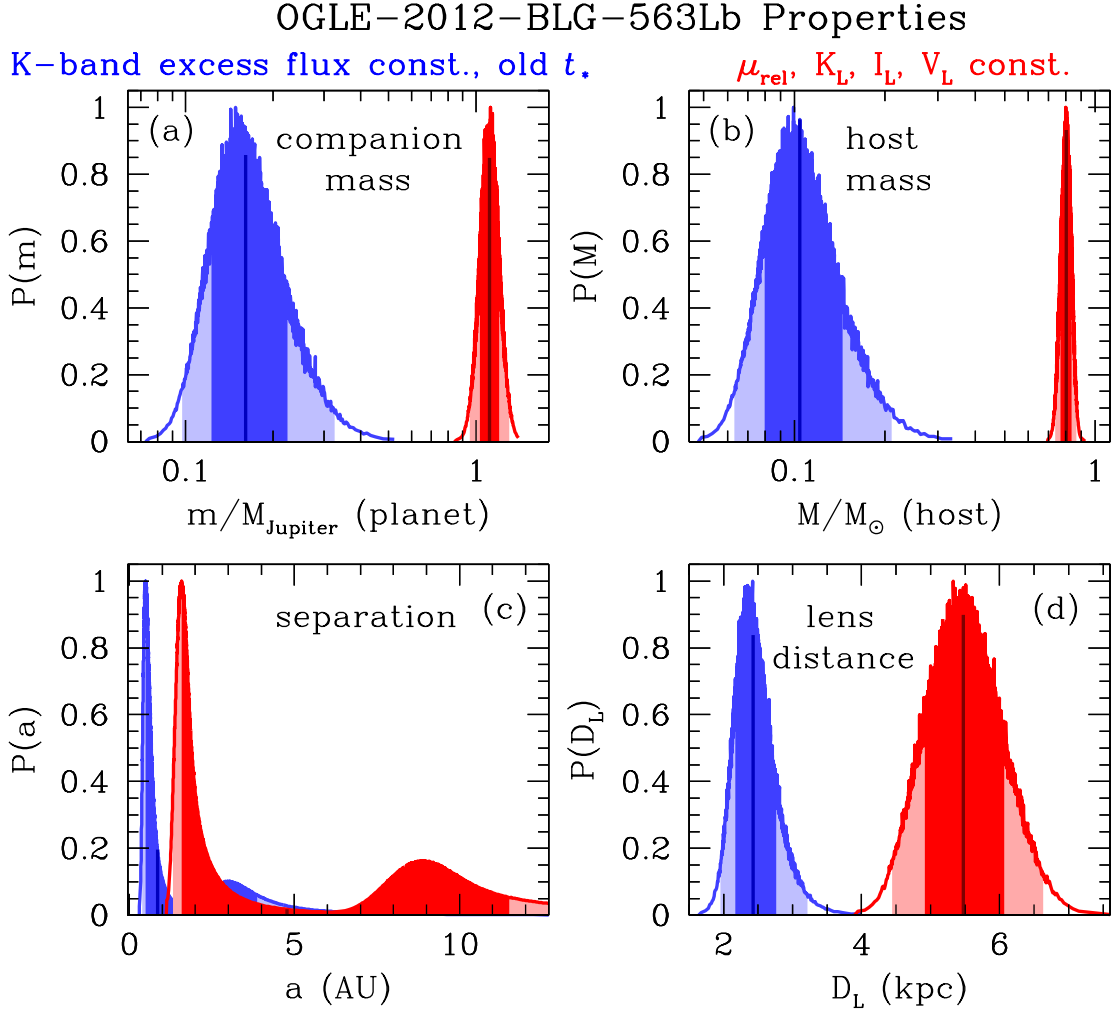 OGLE-2012-BLG-563Lb Properties
K-band excess flux const., old t*
μrel, KL, IL, VL const.
(a) companion mass
P(m)
1
0.8
0.6
0.4
0.2
0
0.1 1
m/MJupiter (planet)
(b) host mass
P(M)
1
0.8
0.6
0.4
0.2
0
0.1 1
M/M⊙ (host)
separation (c)
P(a)
1
0.8
0.6
0.4
0.2
0
0 5 10
a (AU)
lens distance (d)
P(DL)
1
0.8
0.6
0.4
0.2
0
2 4 6
DL (kpc)